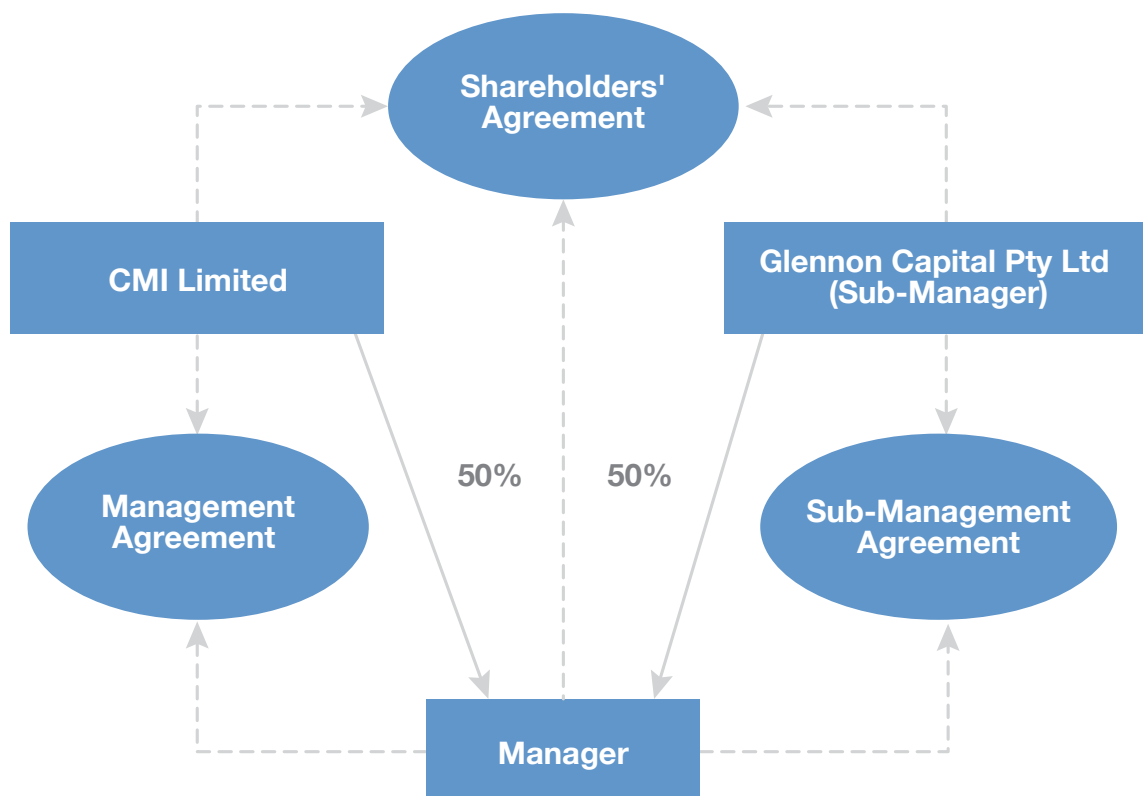 Shareholders'
Agreement
CMI Limited
Glennon Capital Pty Ltd
(Sub-Manager)
50%
50%
Management
Agreement
Sub-Management
Agreement
Manager